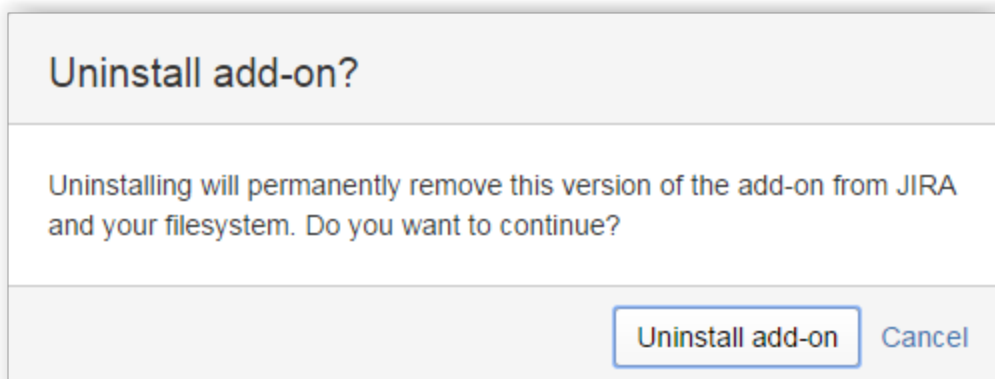 Uninstall add-on?
Uninstalling will permanently remove this version of the add-on from JIRA
and your filesystem. Do you want to continue?
Uninstall add-on Cancel